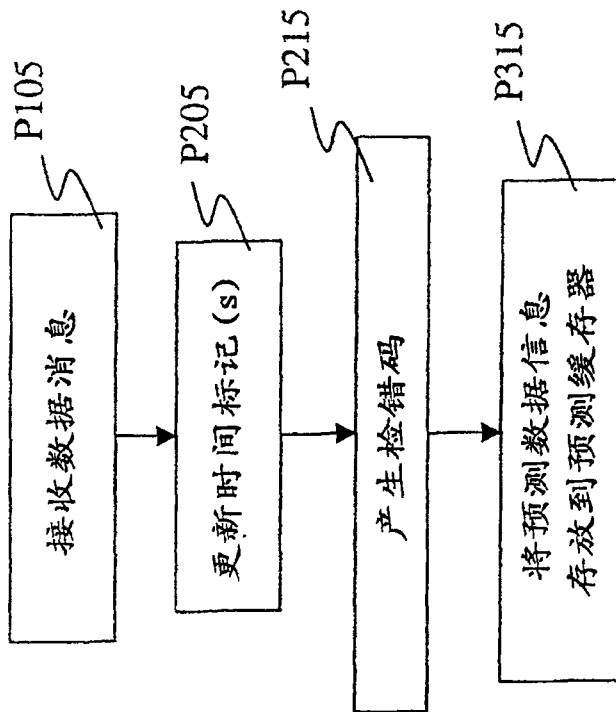 接收数据消息
P105
更新时间标记(s)
P205
产生检错码
P215
将预测数据信息
存放到预测缓存器
P315